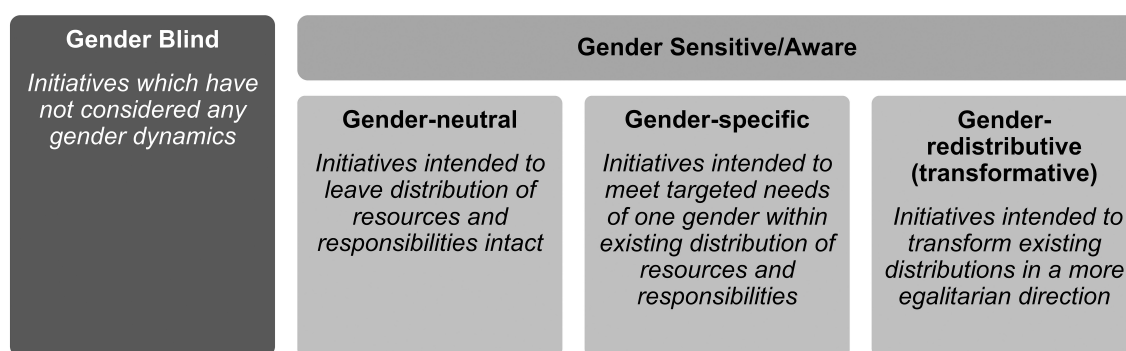 Gender Blind
Initiatives which have
not considered any
gender dynamics
Gender Sensitive/Aware
Gender-neutral
Initiatives intended to
leave distribution of
resources and
responsibilities intact
Gender-specific
Initiatives intended to
meet targeted needs
of one gender within
existing distribution of
resources and
responsibilities
Gender-
redistributive
(transformative)
Initiatives intended to
transform existing
distributions in a more
egalitarian direction